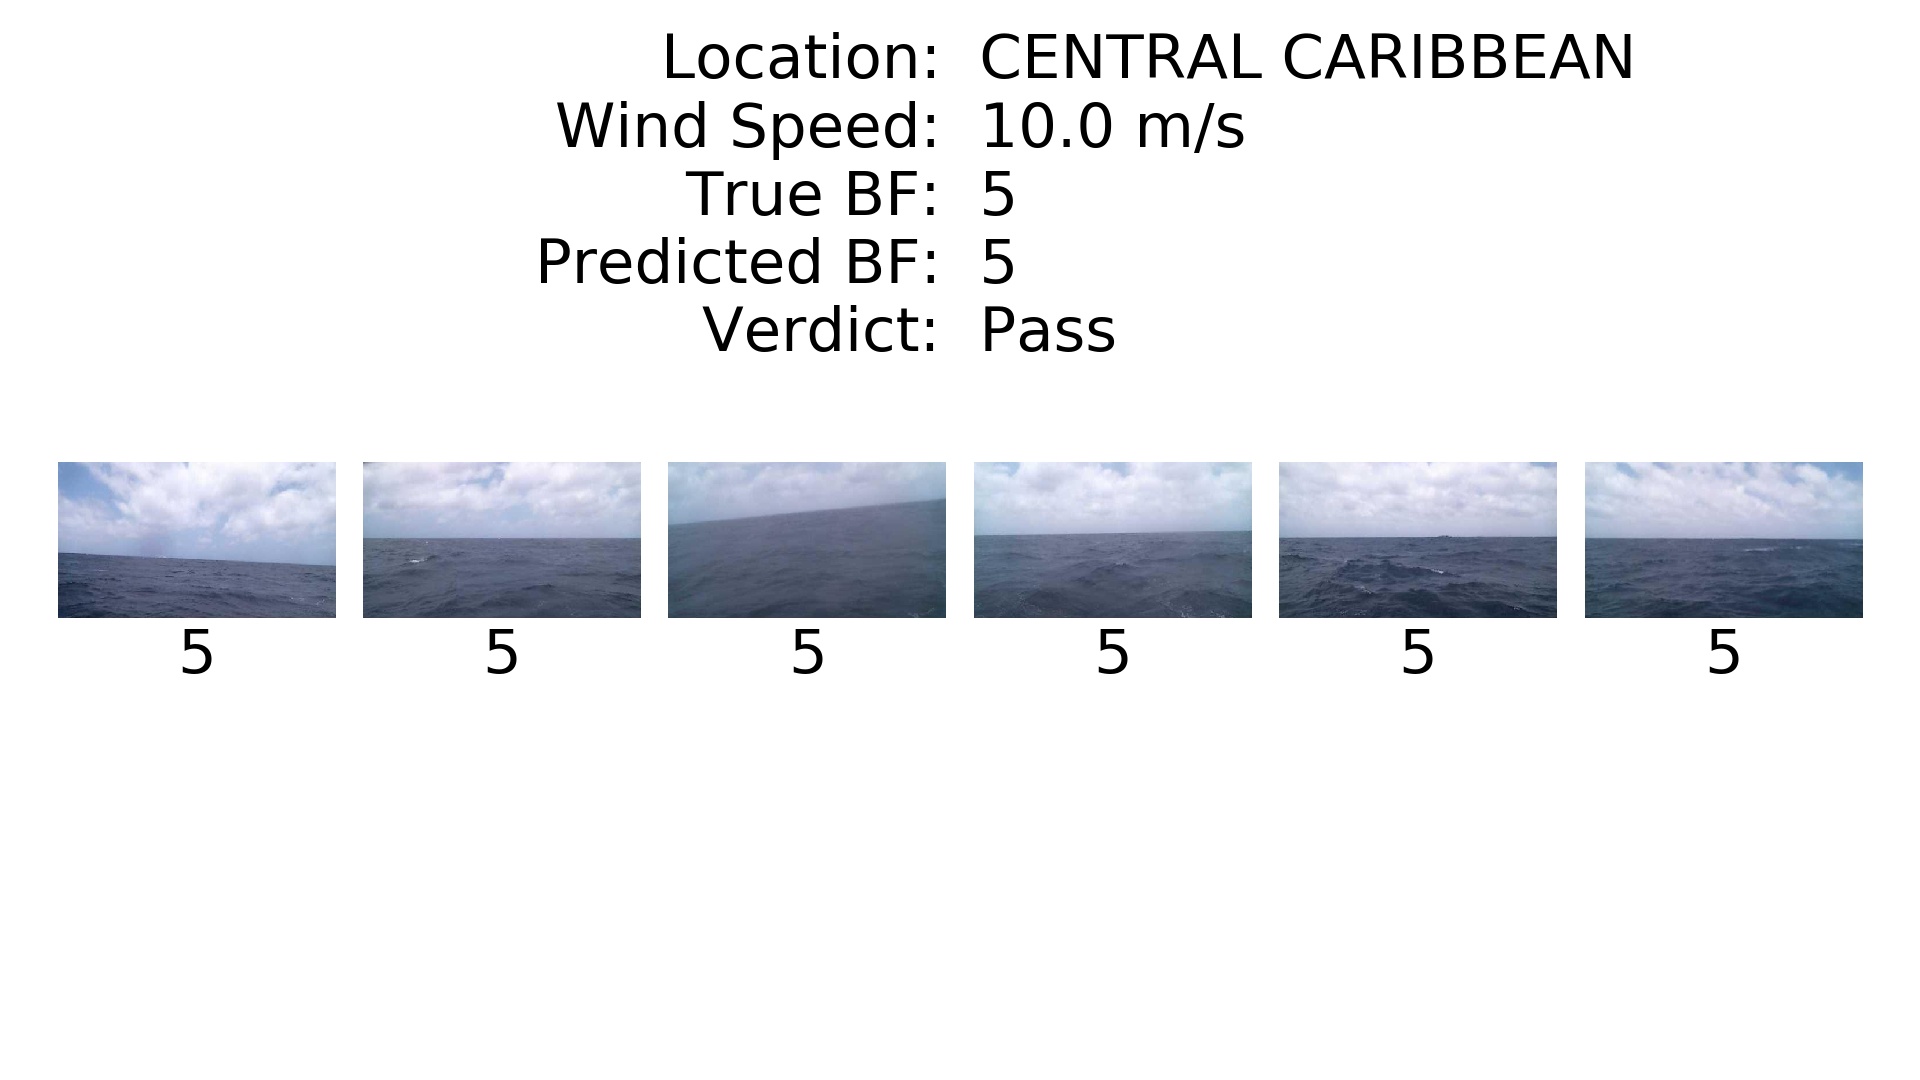 Location: CENTRAL CARIBBEAN
Wind Speed: 10.0 m/s
True BF: 5
Predicted BF: 5
Verdict: Pass
5 5 5 5 5 5